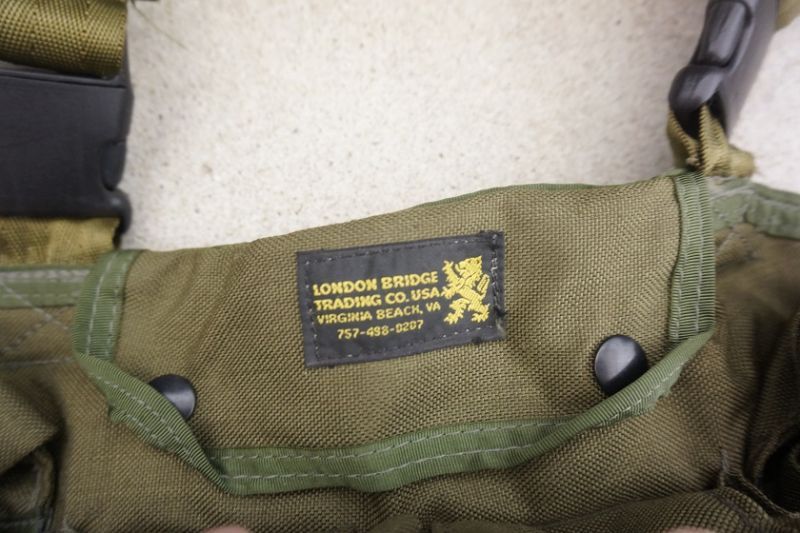 LONDON BRIDGE
TRADING CO. USA
VIRGINIA BEACH, VA
757-498-0207